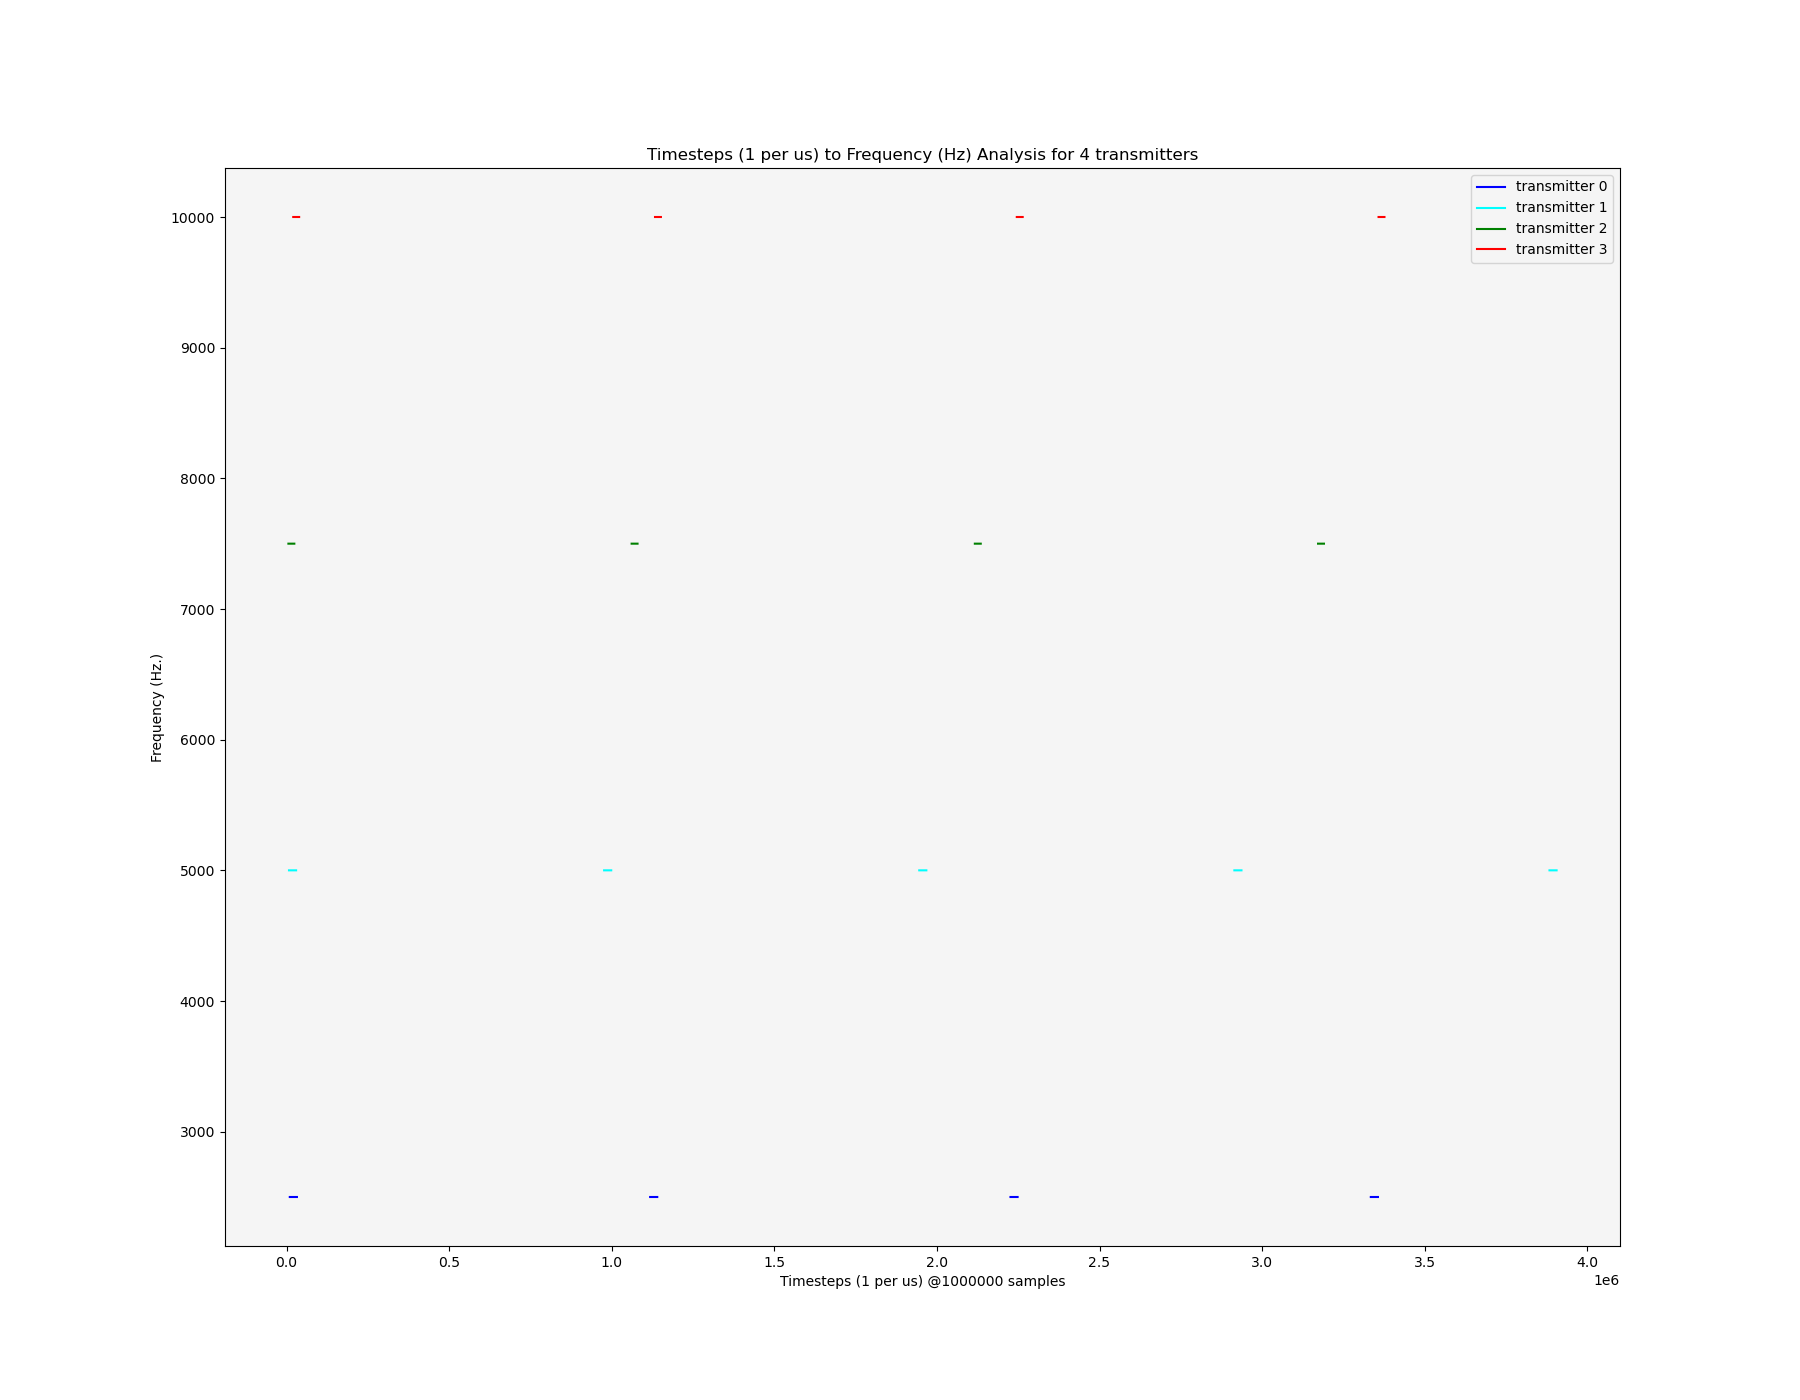 Timesteps (1 per us) to Frequency (Hz) Analysis for 4 transmitters
transmitter 0
transmitter 1
transmitter 2
transmitter 3
10000
9000
8000
7000
6000
5000
4000
3000
Frequency (Hz.)
0.0 0.5 1.0 1.5 2.0 2.5 3.0 3.5 4.0
Timesteps (1 per us) @1000000 samples
1e6